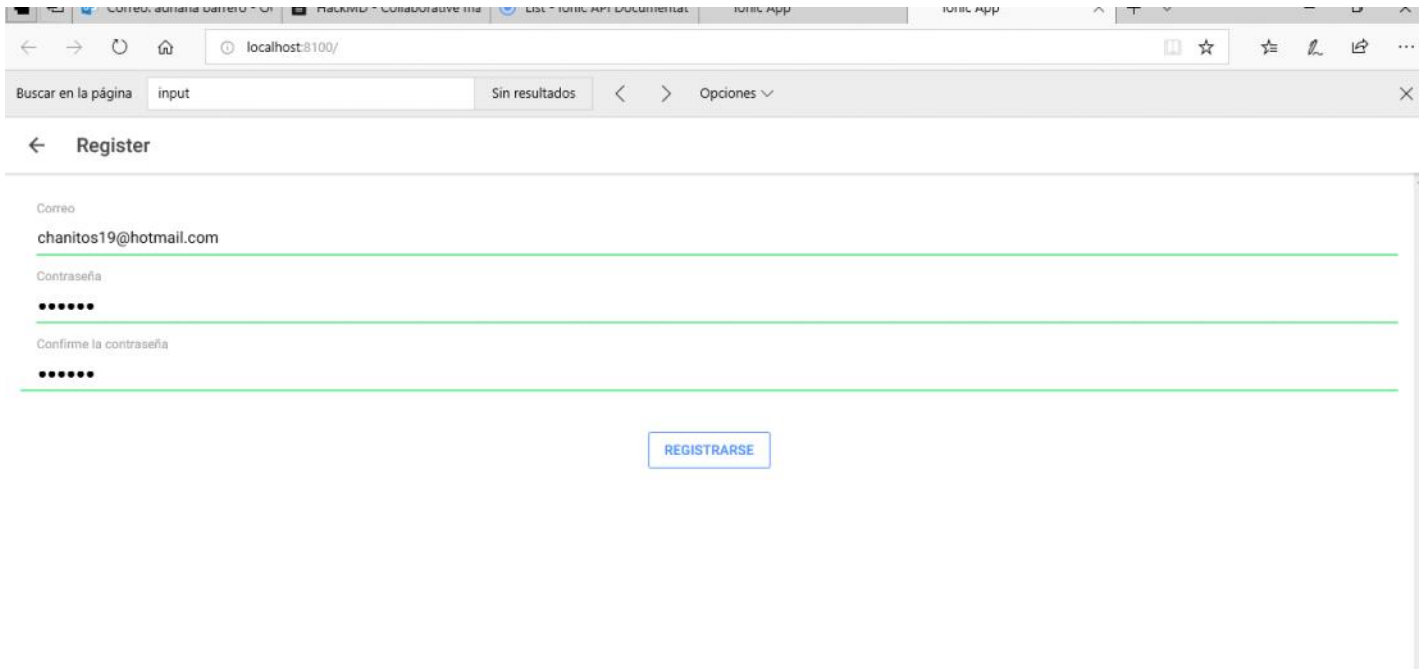 Correo: adriana barrero - O
HackMD - Collaborative ma
List - Ionic API Documentat
Ionic App
Ionic App
localhost:8100/
Buscar en la página
input
Sin resultados
Opciones
Register
Correo
chanitos19@hotmail.com
Contraseña
••••••
Confirme la contraseña
••••••
REGISTRARSE